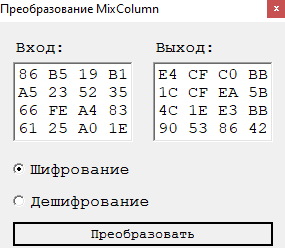 Преобразование MixColumn
Вход: Выход:
86 B5 19 B1 E4 CF C0 BB
A5 23 52 35 1C CF EA 5B
66 FE A4 83 4C 1E E3 BB
61 25 A0 1E 90 53 86 42
Шифрование
Дешифрование
Преобразовать